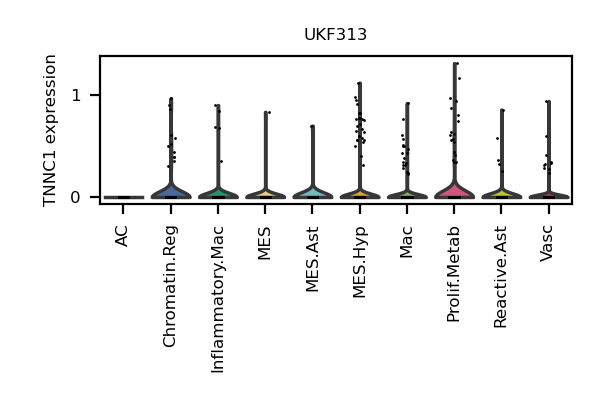 UKF313
TNNC1 expression
1
0
AC
Chromatin.Reg
Inflammatory.Mac
MES
MES.Ast
MES.Hyp
Mac
Prolif.Metab
Reactive.Ast
Vasc